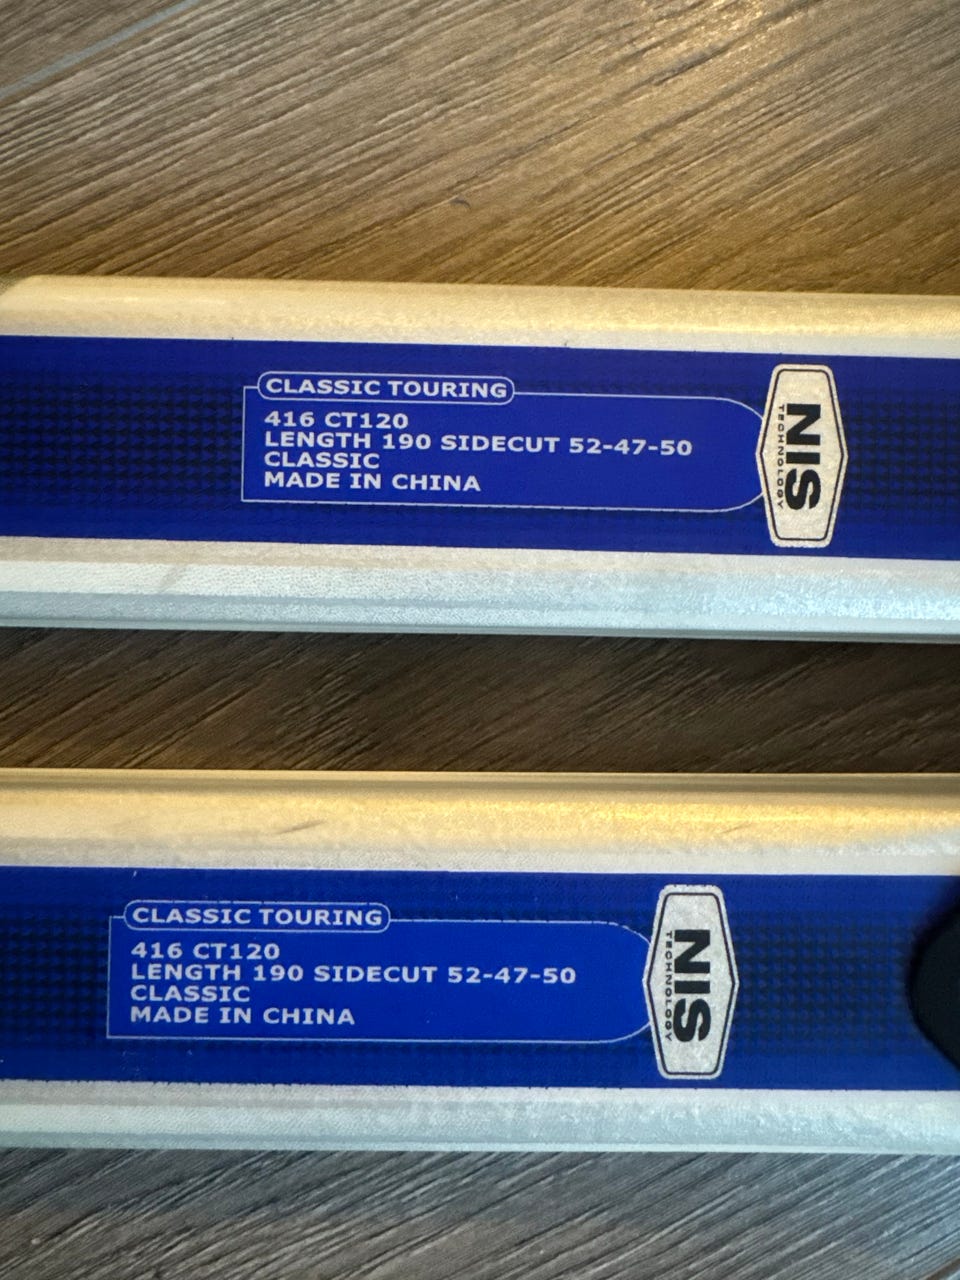 CLASSIC TOURING
416 CT120
LENGTH 190 SIDECUT 52-47-50
CLASSIC
MADE IN CHINA
NIS
TECHNOLOGY
CLASSIC TOURING
416 CT120
LENGTH 190 SIDECUT 52-47-50
CLASSIC
MADE IN CHINA
NIS
TECHNOLOGY